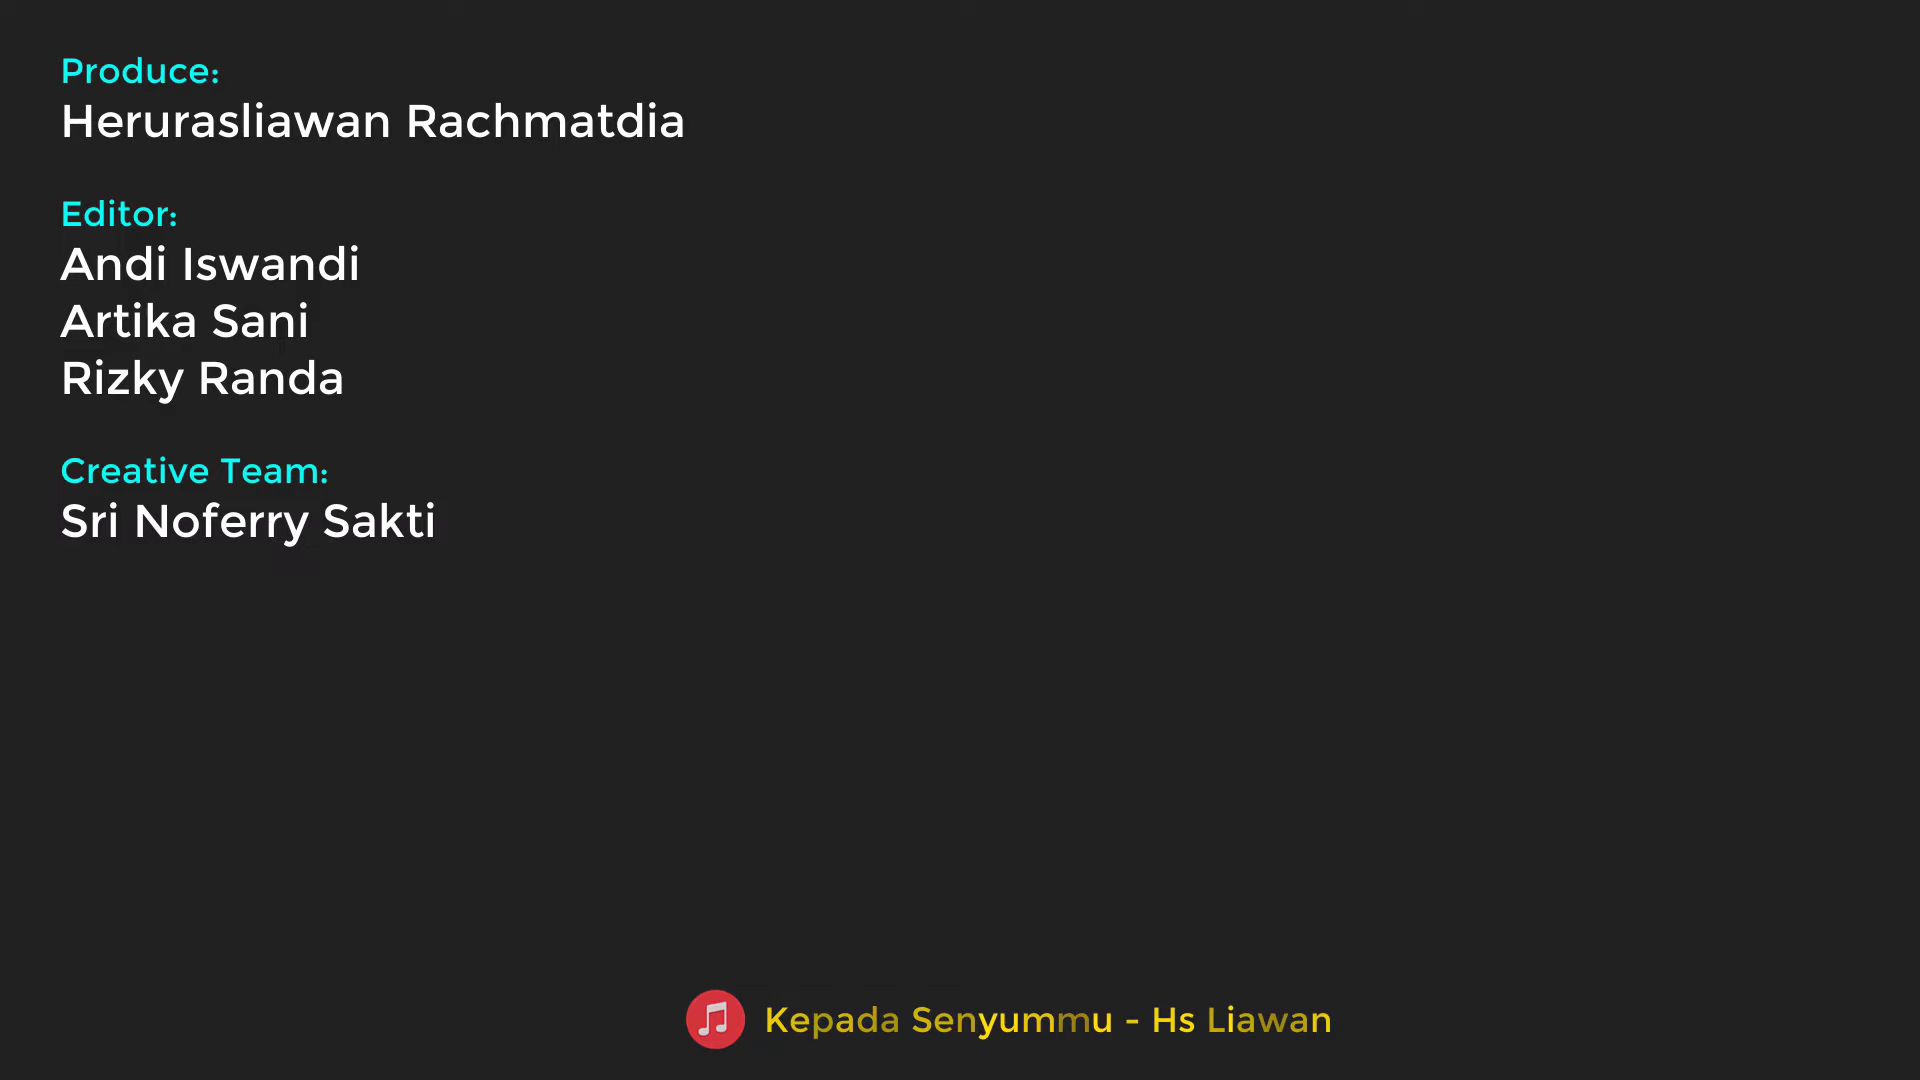 Produce:
Herurasliawan Rachmatdia
Editor:
Andi Iswandi
Artika Sani
Rizky Randa
Creative Team:
Sri Noferry Sakti
Kepada Senyummu - Hs Liawan